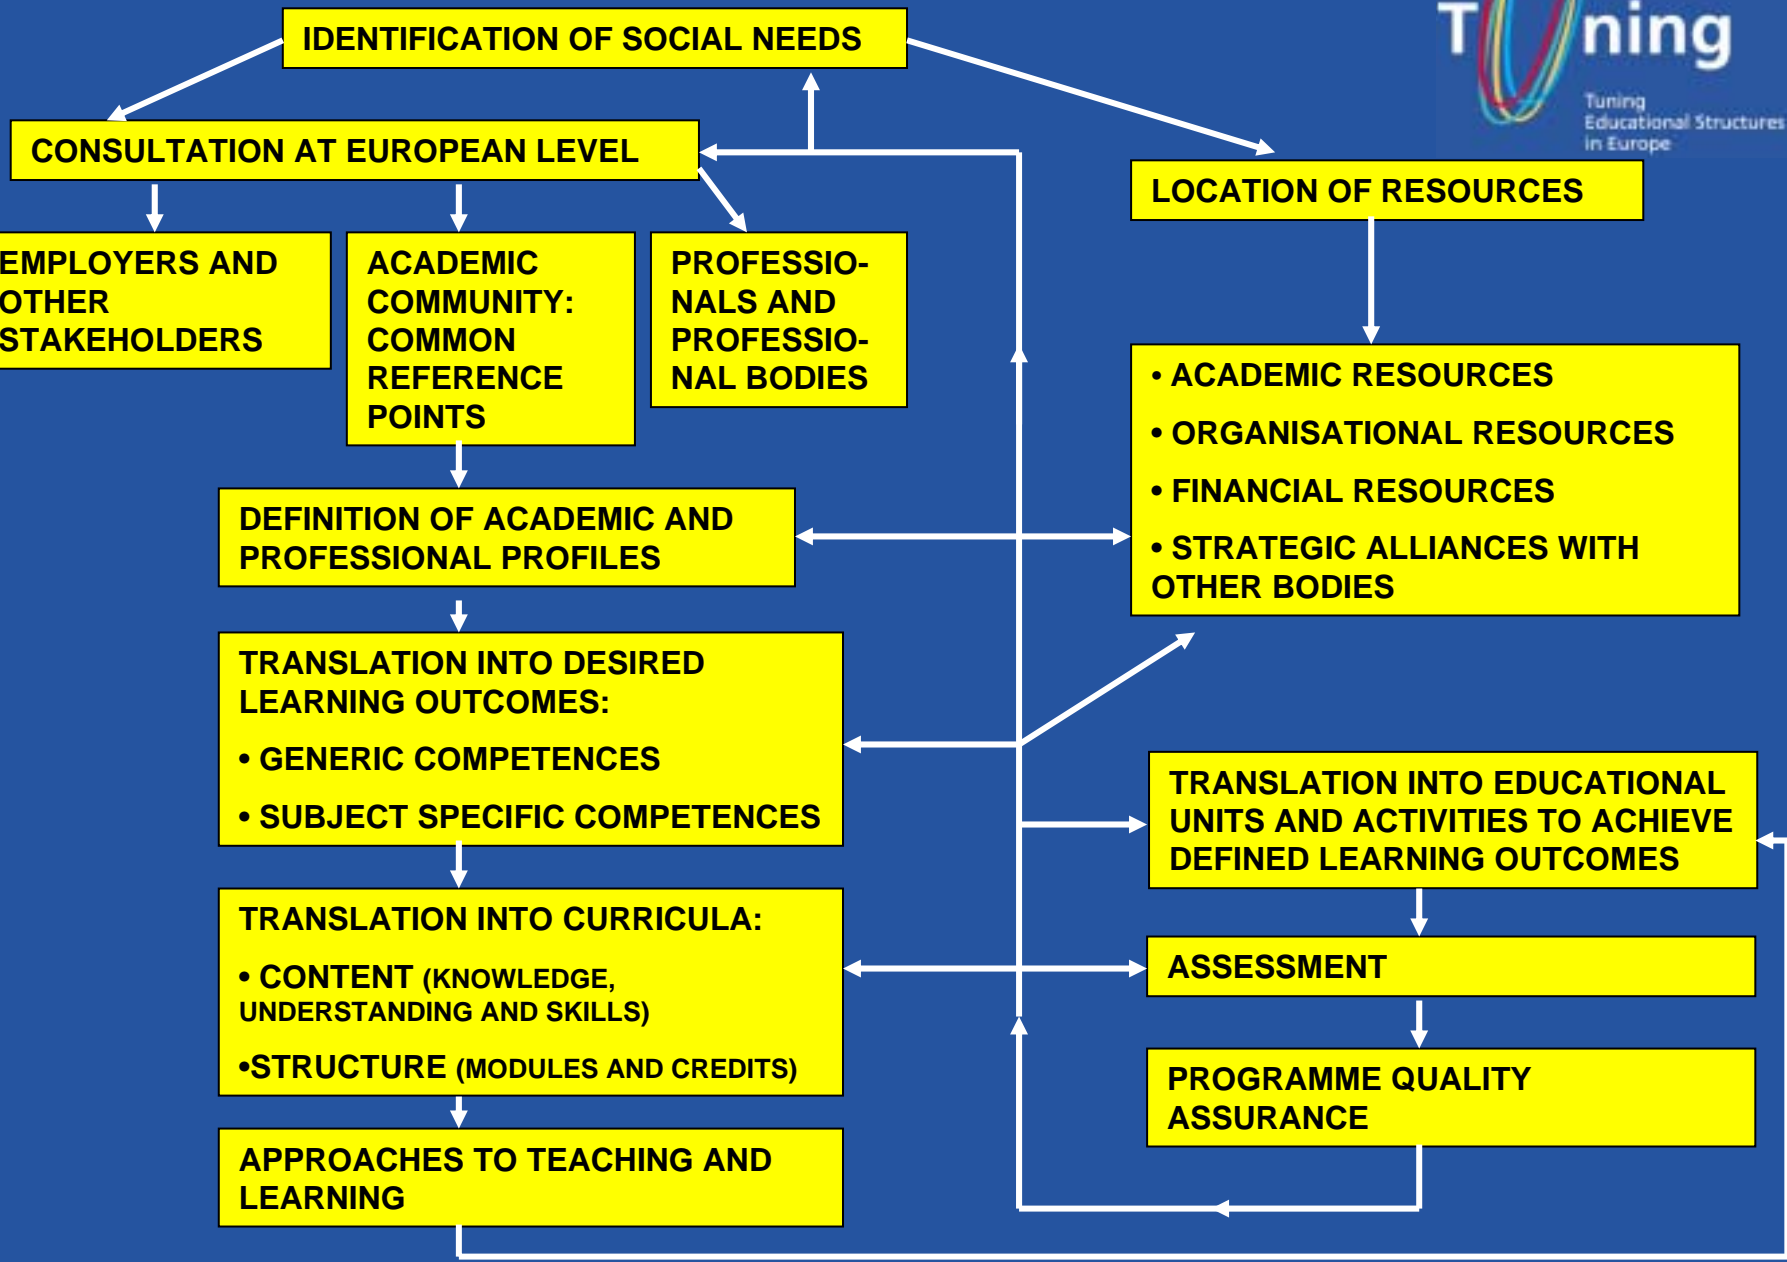 IDENTIFICATION OF SOCIAL NEEDS
Tuning
Tuning
Educational Structures
in Europe
CONSULTATION AT EUROPEAN LEVEL
LOCATION OF RESOURCES
EMPLOYERS AND
OTHER
STAKEHOLDERS
ACADEMIC
COMMUNITY:
COMMON
REFERENCE
POINTS
PROFESSIO-
NALS AND
PROFESSIO-
NAL BODIES
• ACADEMIC RESOURCES
• ORGANISATIONAL RESOURCES
• FINANCIAL RESOURCES
• STRATEGIC ALLIANCES WITH
OTHER BODIES
DEFINITION OF ACADEMIC AND
PROFESSIONAL PROFILES
TRANSLATION INTO DESIRED
LEARNING OUTCOMES:
• GENERIC COMPETENCES
• SUBJECT SPECIFIC COMPETENCES
TRANSLATION INTO EDUCATIONAL
UNITS AND ACTIVITIES TO ACHIEVE
DEFINED LEARNING OUTCOMES
TRANSLATION INTO CURRICULA:
• CONTENT (KNOWLEDGE,
UNDERSTANDING AND SKILLS)
•STRUCTURE (MODULES AND CREDITS)
ASSESSMENT
PROGRAMME QUALITY
ASSURANCE
APPROACHES TO TEACHING AND
LEARNING